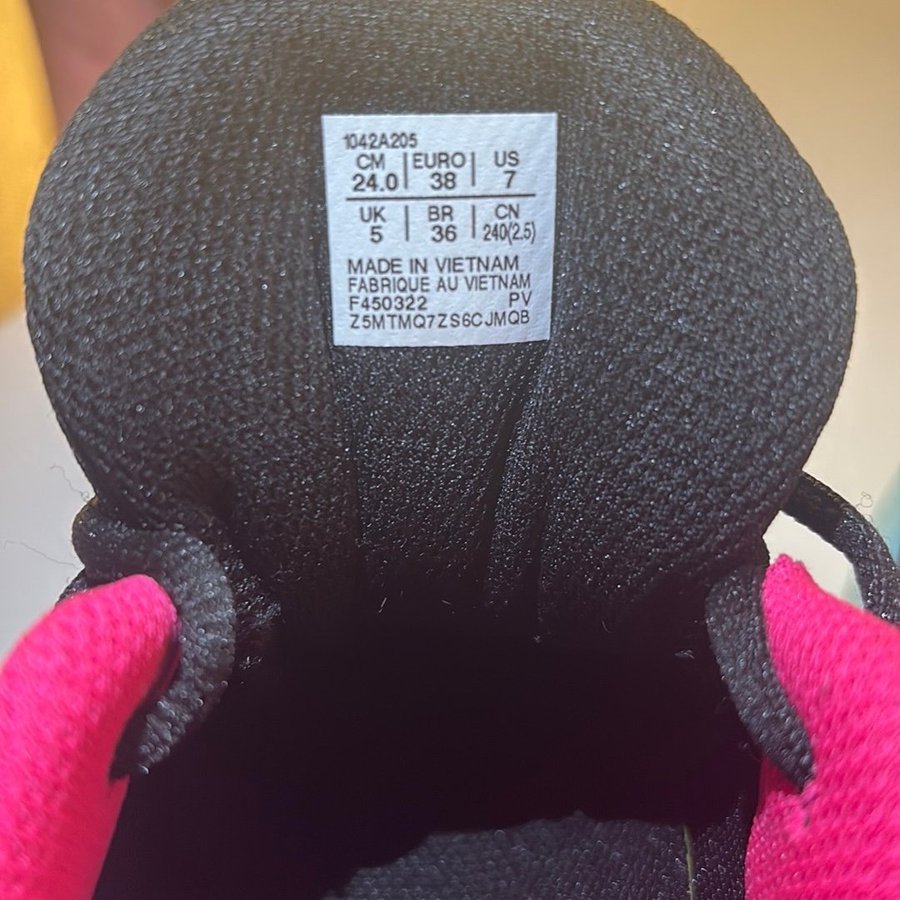 1042A205
CM | EURO | US
24.0 | 38 | 7
UK | BR | CN
5 | 36 | 240(2.5)
MADE IN VIETNAM
FABRIQUE AU VIETNAM
F450322 PV
Z5MTMQ7ZS6CJMQB